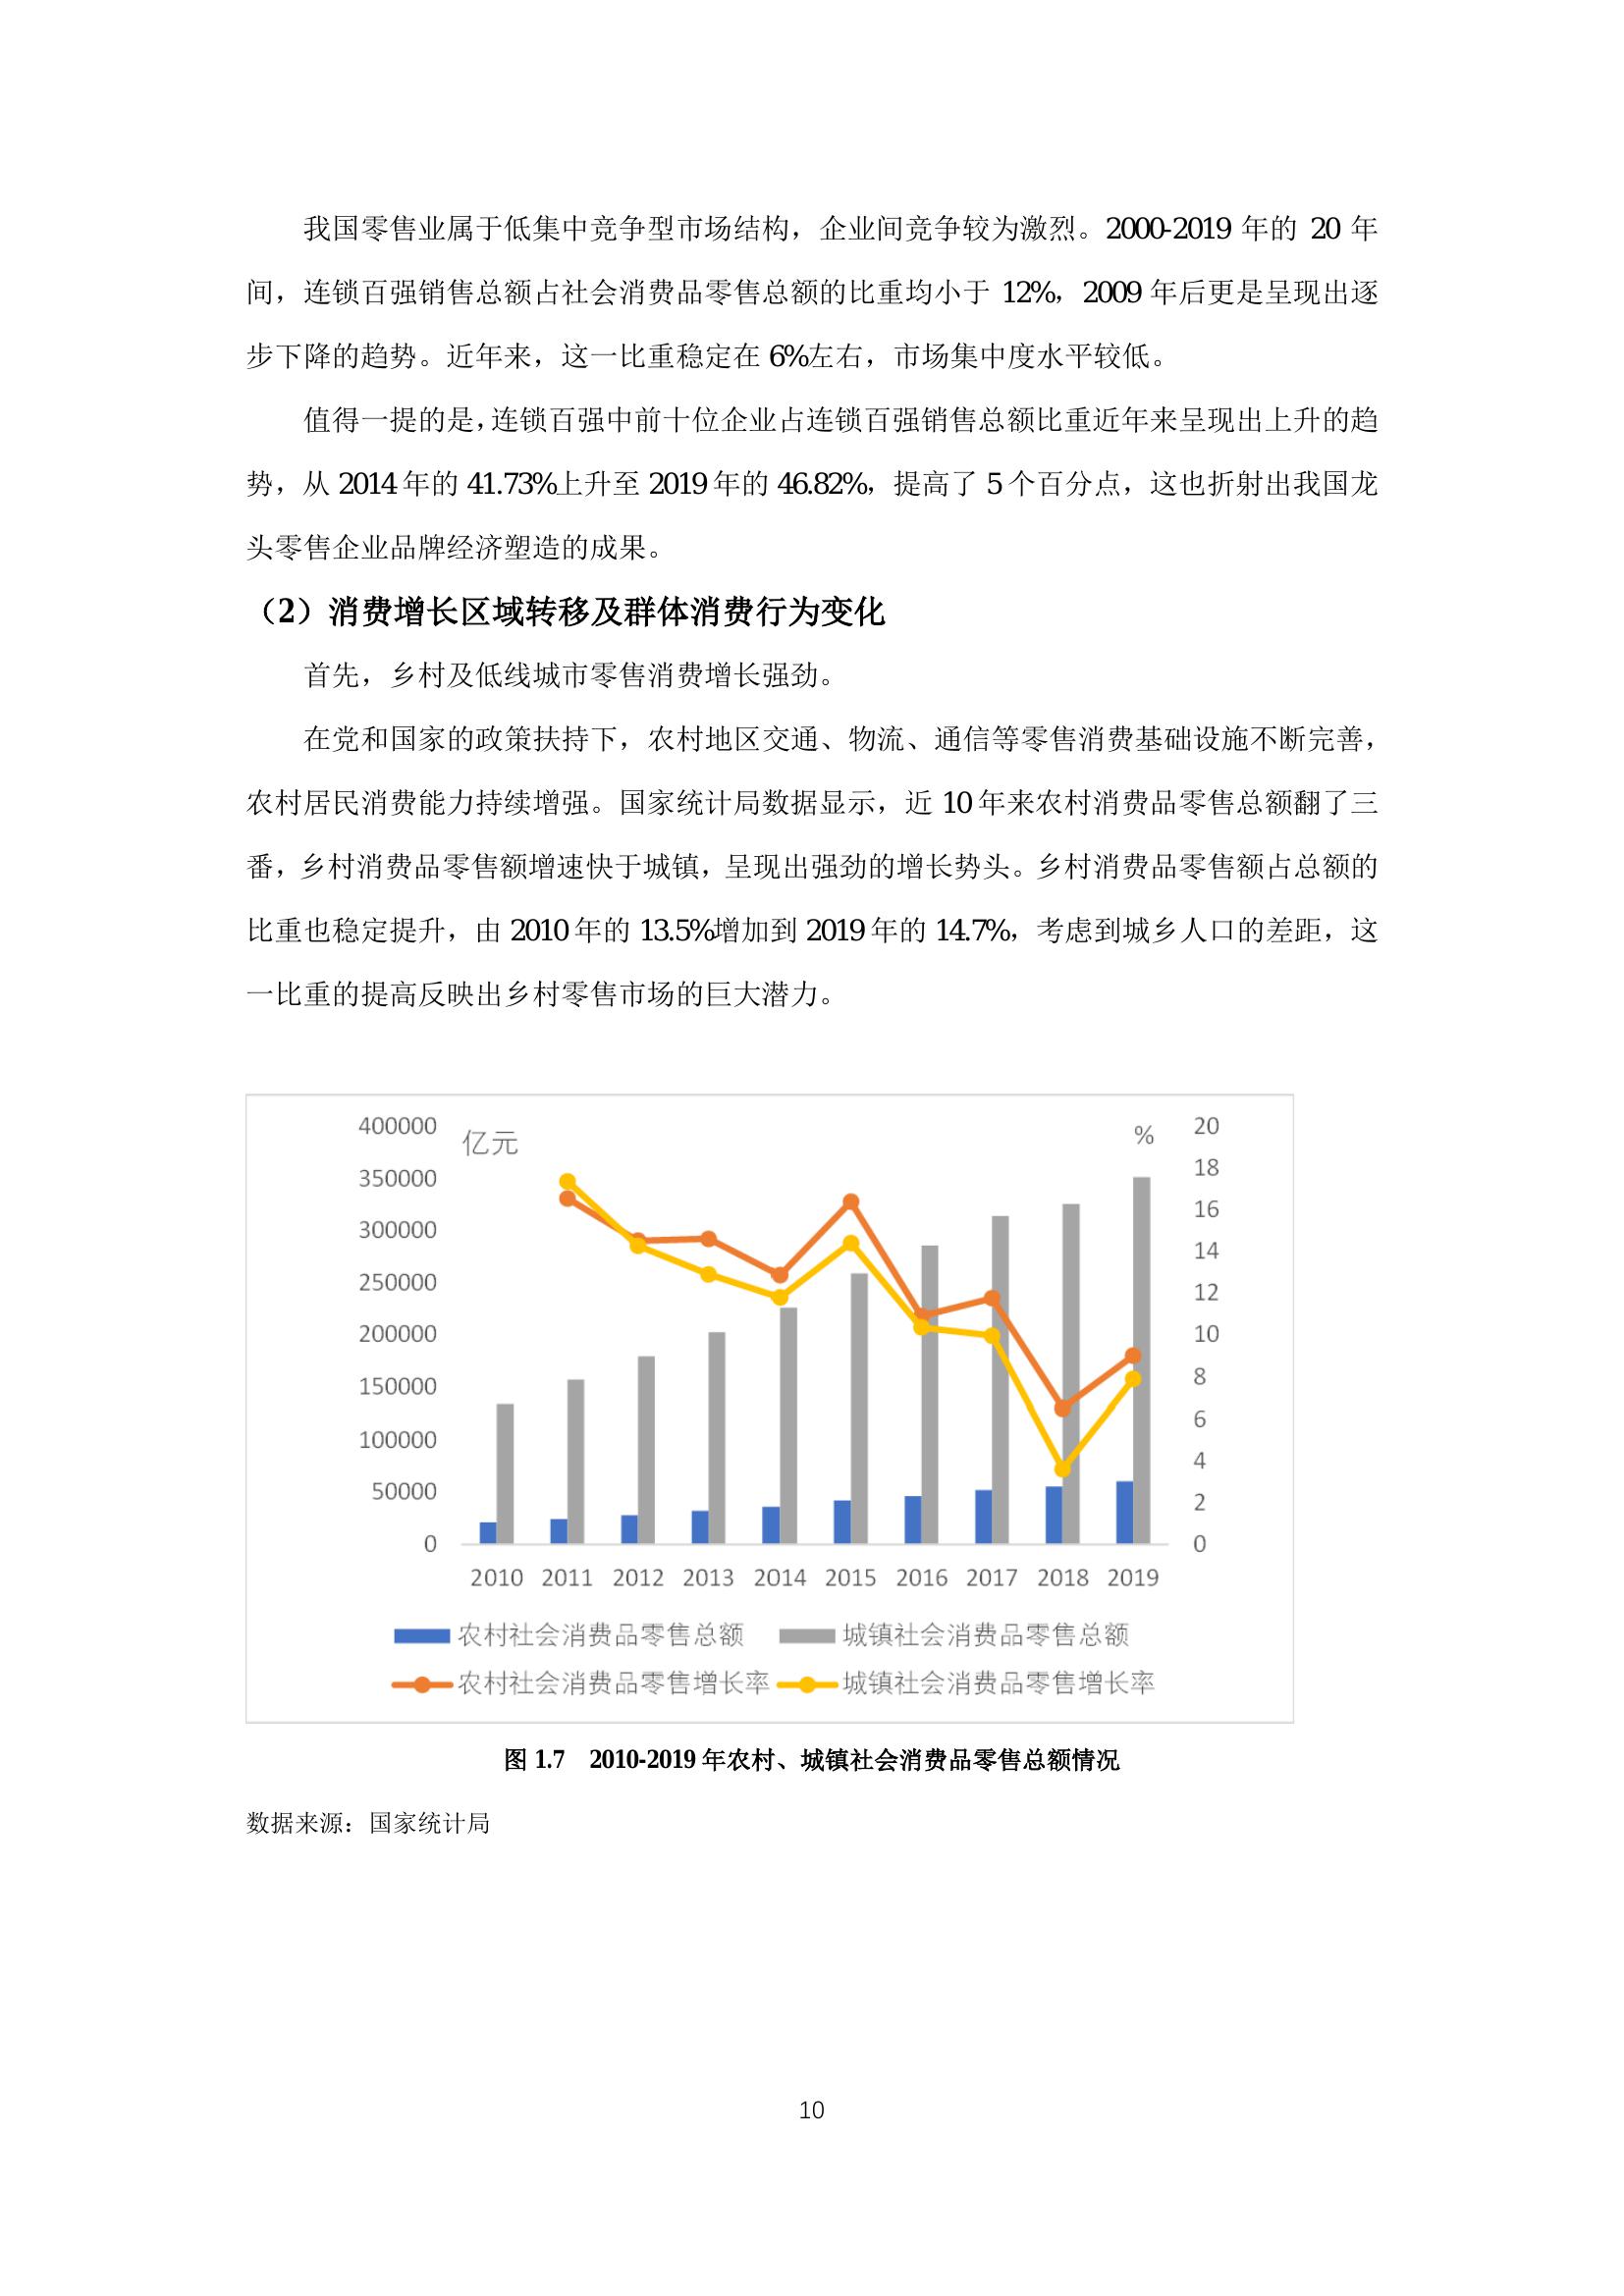 我国零售业属于低集中竞争型市场结构，企业间竞争较为激烈。2000-2019 年的 20 年
间，连锁百强销售总额占社会消费品零售总额的比重均小于 12%，2009 年后更是呈现出逐
步下降的趋势。近年来，这一比重稳定在 6%左右，市场集中度水平较低。
值得一提的是，连锁百强中前十位企业占连锁百强销售总额比重近年来呈现出上升的趋
势，从 2014 年的 41.73%上升至 2019 年的 46.82%，提高了 5 个百分点，这也折射出我国龙
头零售企业品牌经济塑造的成果。
（2）消费增长区域转移及群体消费行为变化
首先，乡村及低线城市零售消费增长强劲。
在党和国家的政策扶持下，农村地区交通、物流、通信等零售消费基础设施不断完善，
农村居民消费能力持续增强。国家统计局数据显示，近 10 年来农村消费品零售总额翻了三
番，乡村消费品零售额增速快于城镇，呈现出强劲的增长势头。乡村消费品零售额占总额的
比重也稳定提升，由 2010 年的 13.5%增加到 2019 年的 14.7%，考虑到城乡人口的差距，这
一比重的提高反映出乡村零售市场的巨大潜力。
400000 亿元 % 20
350000 18
300000 16
250000 14
200000 12
150000 10
100000 8
50000 6
0 4
2
0
2010 2011 2012 2013 2014 2015 2016 2017 2018 2019
农村社会消费品零售总额 城镇社会消费品零售总额
农村社会消费品零售增长率 城镇社会消费品零售增长率
图 1.7 2010-2019 年农村、城镇社会消费品零售总额情况
数据来源：国家统计局
10